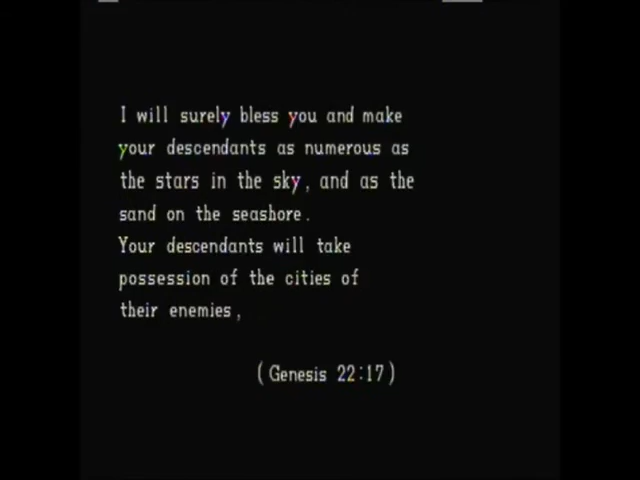 I will surely bless you and make
your descendants as numerous as
the stars in the sky, and as the
sand on the seashore.
Your descendants will take
possession of the cities of
their enemies,
(Genesis 22:17)